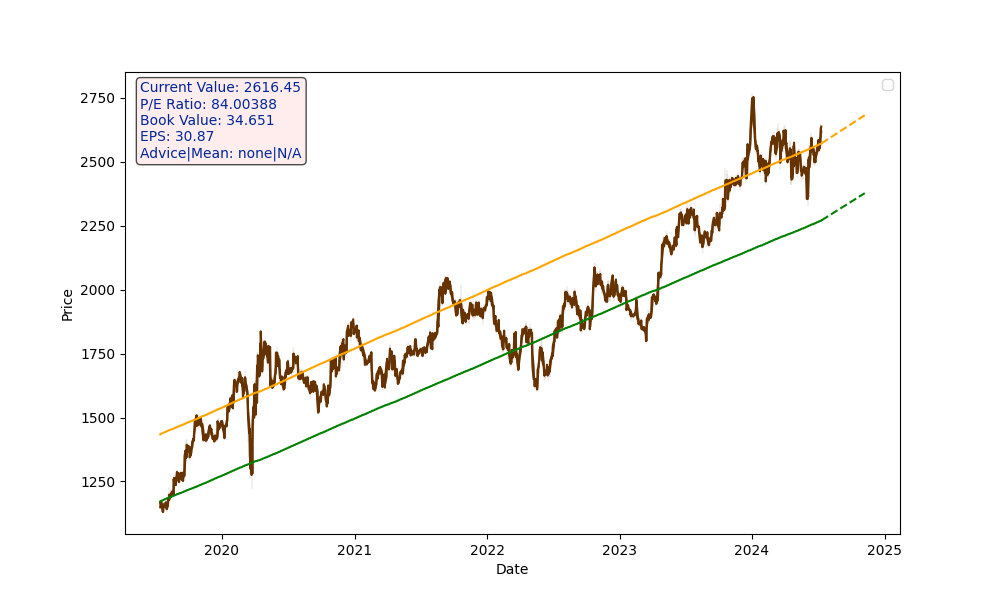 Current Value: 2616.45
P/E Ratio: 84.00388
Book Value: 34.651
EPS: 30.87
Advice|Mean: none|N/A
2750
2500
2250
2000
1750
1500
1250
Price
2020
2021
2022
2023
2024
2025
Date